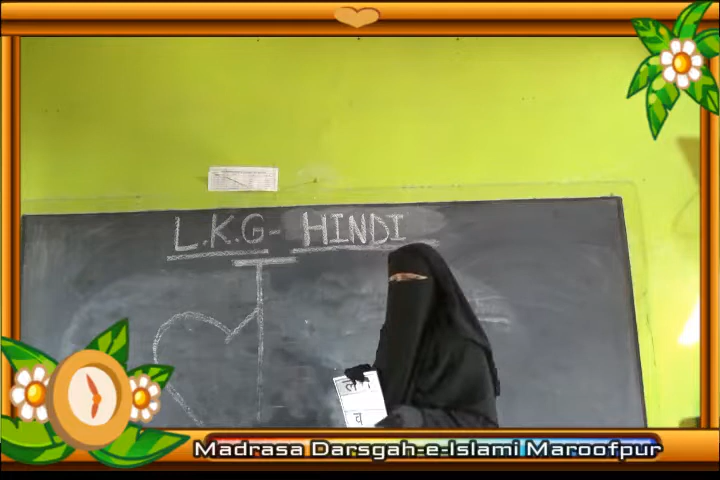 L.K.G- HINDI
ल
च
Madrasa Darsgah-e-Islami Maroofpur